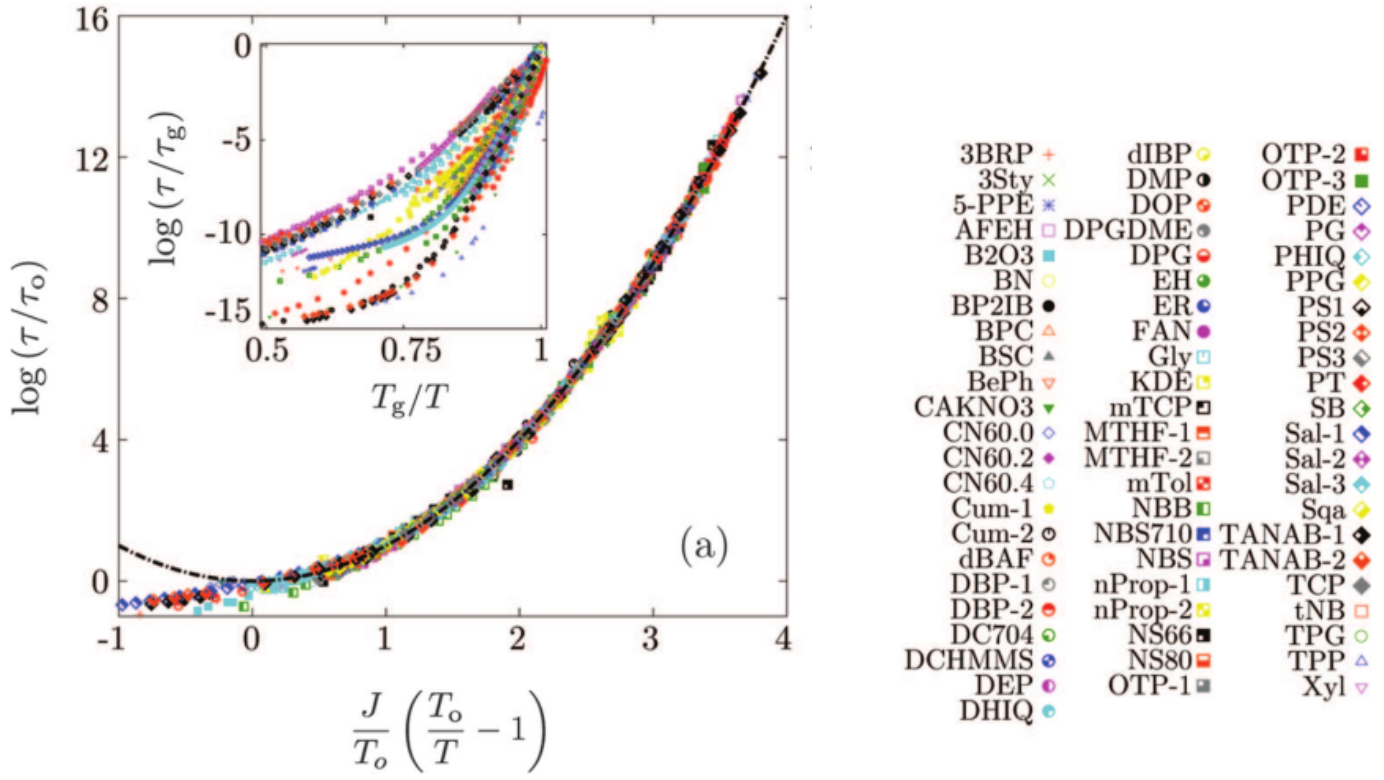 16
12
8
4
0
-1
0
1
2
3
4
log (τ/τo)
J/To (To/T − 1)
(a)
0
-5
-10
-15
0.5
0.75
1
log (τ/τg)
Tg/T
3BRP
3Sty
5-PPE
AFEH
B2O3
BN
BP2IB
BPC
BSC
BePh
CAKNO3
CN60.0
CN60.2
CN60.4
Cum-1
Cum-2
dBAF
DBP-1
DBP-2
DC704
DCHMMS
DEP
DHIQ
dIBP
DMP
DOP
DPGDME
DPG
EH
ER
FAN
Gly
KDE
mTCP
MTHF-1
MTHF-2
mTol
NBB
NBS710
NBS
nProp-1
nProp-2
NS66
NS80
OTP-1
OTP-2
OTP-3
PDE
PG
PHIQ
PPG
PS1
PS2
PS3
PT
SB
Sal-1
Sal-2
Sal-3
Sqa
TANAB-1
TANAB-2
TCP
tNB
TPG
TPP
Xyl